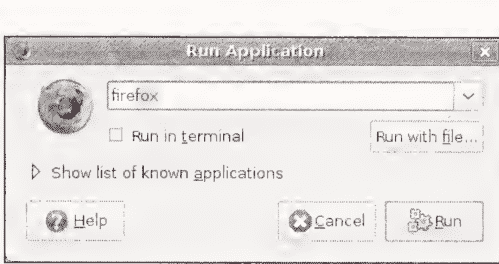 Run Application
firefox
Run in terminal
Run with file...
Show list of known applications
Help
Cancel
Run